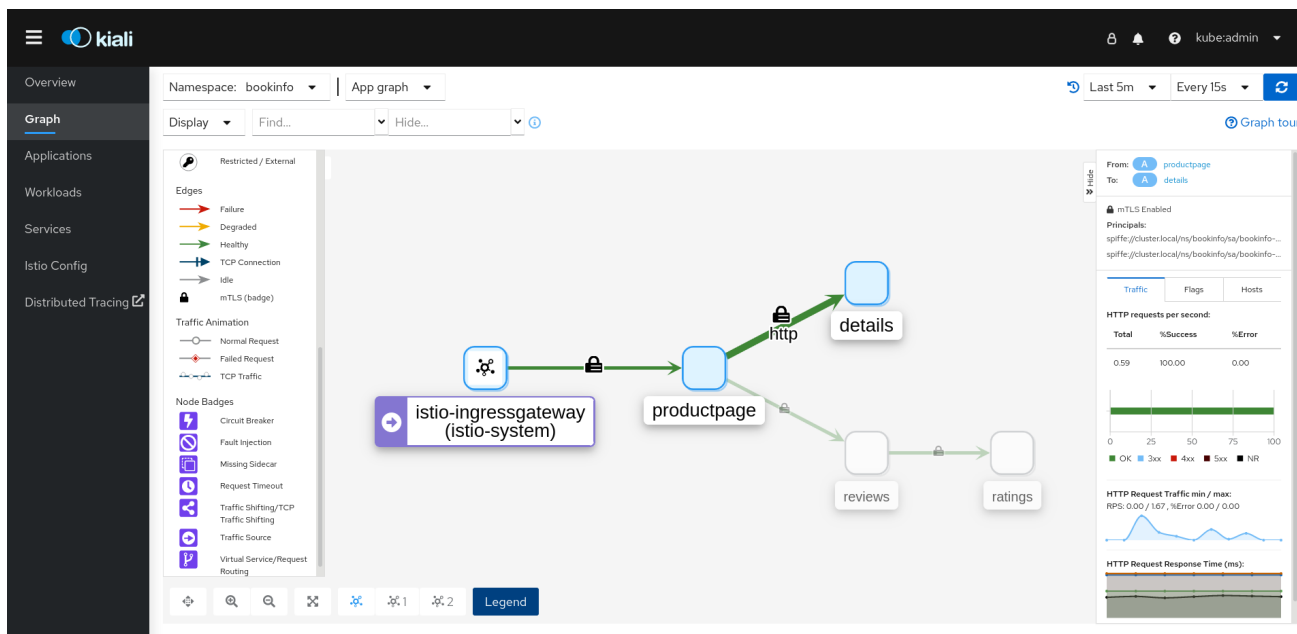 kiali
kube:admin
Overview
Graph
Applications
Workloads
Services
Istio Config
Distributed Tracing
Namespace: bookinfo
App graph
Last 5m
Every 15s
Display
Find...
Hide...
Graph tour
Restricted / External
Edges
Failure
Degraded
Healthy
TCP Connection
Idle
mTLS (badge)
Traffic Animation
Normal Request
Failed Request
TCP Traffic
Node Badges
Circuit Breaker
Fault Injection
Missing Sidecar
Request Timeout
Traffic Shifting/TCP
Traffic Shifting
Traffic Source
Virtual Service/Request
Routing
1
2
Legend
istio-ingressgateway
(istio-system)
productpage
http
details
reviews
ratings
Hide
From: A productpage
To: A details
mTLS Enabled
Principals:
spiffe://cluster.local/ns/bookinfo/sa/bookinfo-...
spiffe://cluster.local/ns/bookinfo/sa/bookinfo-...
Traffic Flags Hosts
HTTP requests per second:
Total %Success %Error
0.59 100.00 0.00
0 25 50 75 100
OK 3xx 4xx 5xx NR
HTTP Request Traffic min / max:
RPS: 0.00 / 1.67 , %Error 0.00 / 0.00
HTTP Request Response Time (ms):